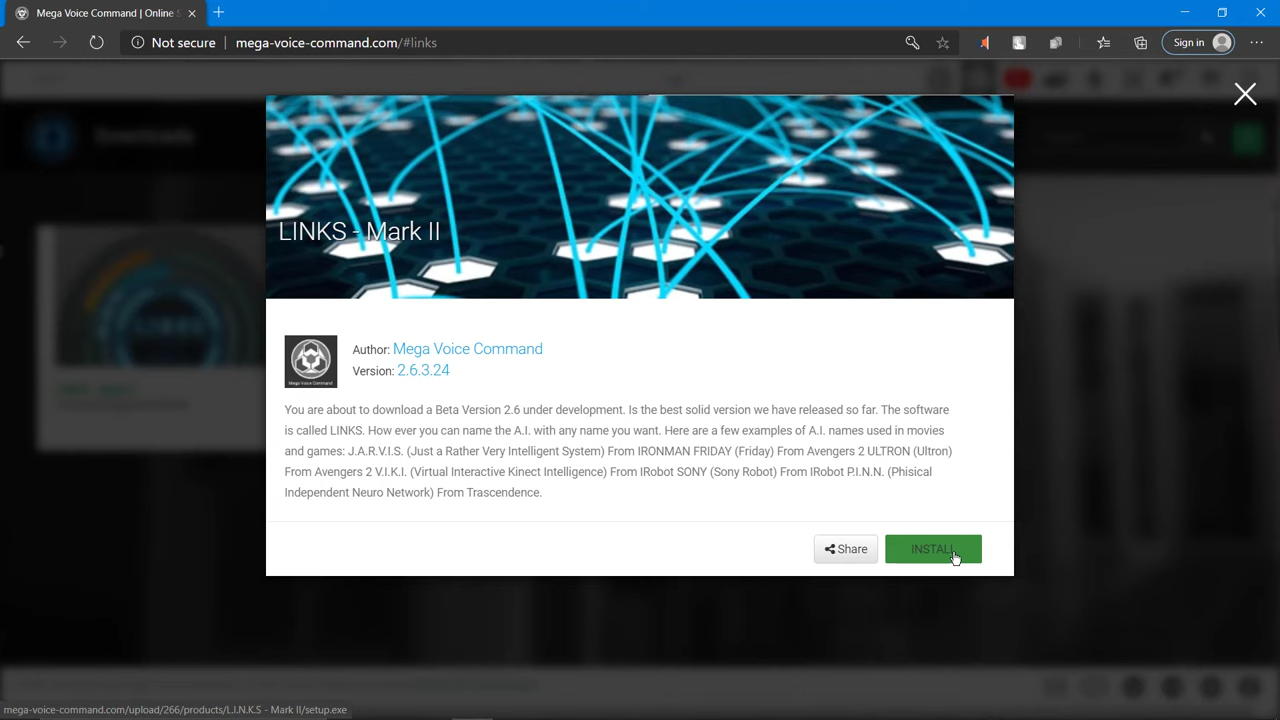 Mega Voice Command | Online
Not secure
mega-voice-command.com/#links
Sign in
Downloads
LINKS - Mark II
Mega Voice Command
Author: Mega Voice Command
Version: 2.6.3.24
You are about to download a Beta Version 2.6 under development. Is the best solid version we have released so far. The software
is called LINKS. How ever you can name the A.I. with any name you want. Here are a few examples of A.I. names used in movies
and games: J.A.R.V.I.S. (Just a Rather Very Intelligent System) From IRONMAN FRIDAY (Friday) From Avengers 2 ULTRON (Ultron)
From Avengers 2 V.I.K.I. (Virtual Interactive Kinect Intelligence) From IRobot SONY (Sony Robot) From IRobot P.I.N.N. (Phisical
Independent Neuro Network) From Trascendence.
Share
INSTALL
mega-voice-command.com/upload/266/products/L.I.N.K.S - Mark II/setup.exe